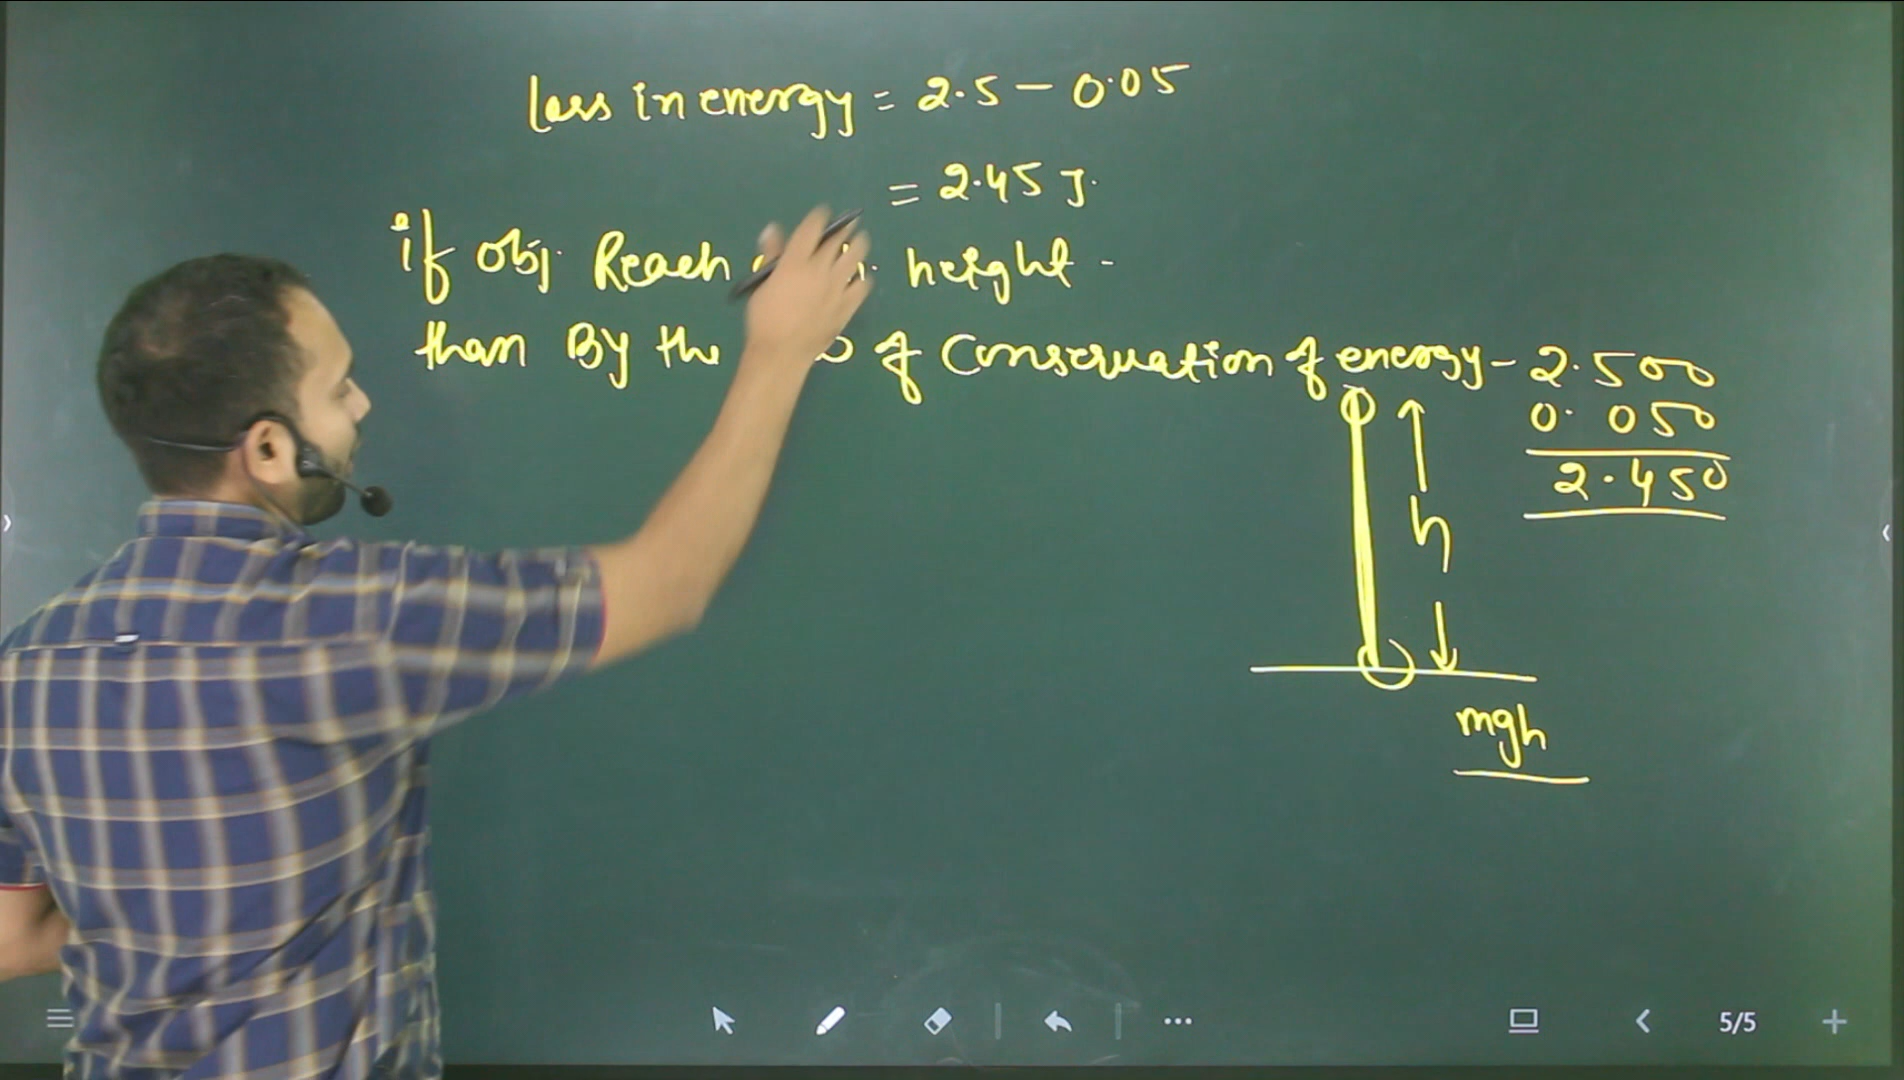 loss in energy = 2.5 - 0.05
= 2.45 J.
if obj. Reach h. height -
than By the of conservation of energy -
2.500
0.050
2.450
h
mgh
5/5